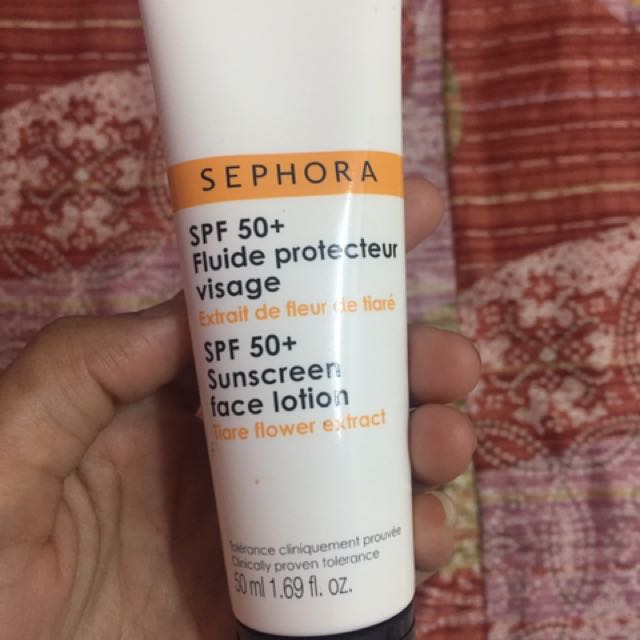 SEPHORA
SPF 50+
Fluide protecteur
visage
Extrait de fleur de tiaré
SPF 50+
Sunscreen
face lotion
Tiare flower extract
Tolérance cliniquement prouvée
Clinically proven tolerance
50 ml 1.69 fl. oz.